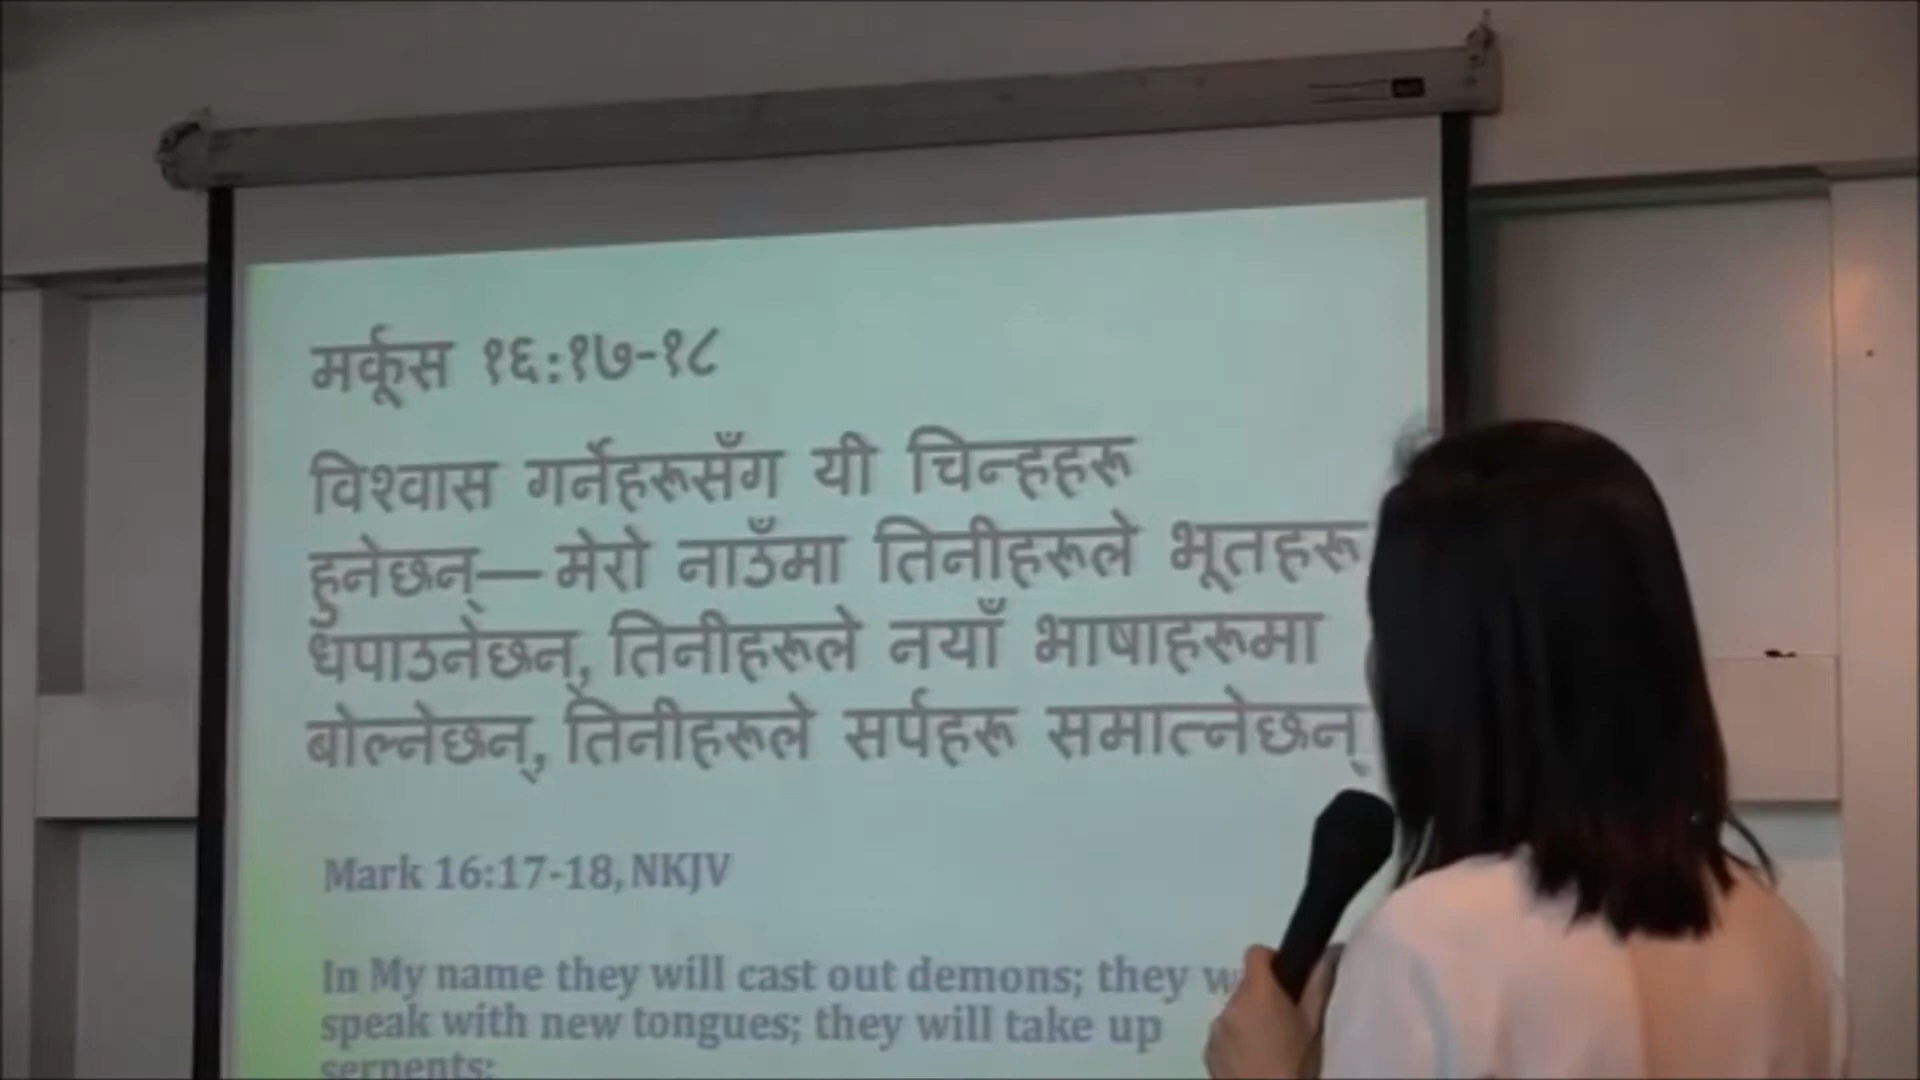 मर्कूस १६:१७-१८
विश्वास गर्नेहरूसँग यी चिन्हहरू
हुनेछन्—मेरो नाउँमा तिनीहरूले भूतहरू
धपाउनेछन्, तिनीहरूले नयाँ भाषाहरूमा
बोल्नेछन्, तिनीहरूले सर्पहरू समात्नेछन्
Mark 16:17-18, NKJV
In My name they will cast out demons; they
speak with new tongues; they will take up
serpents;